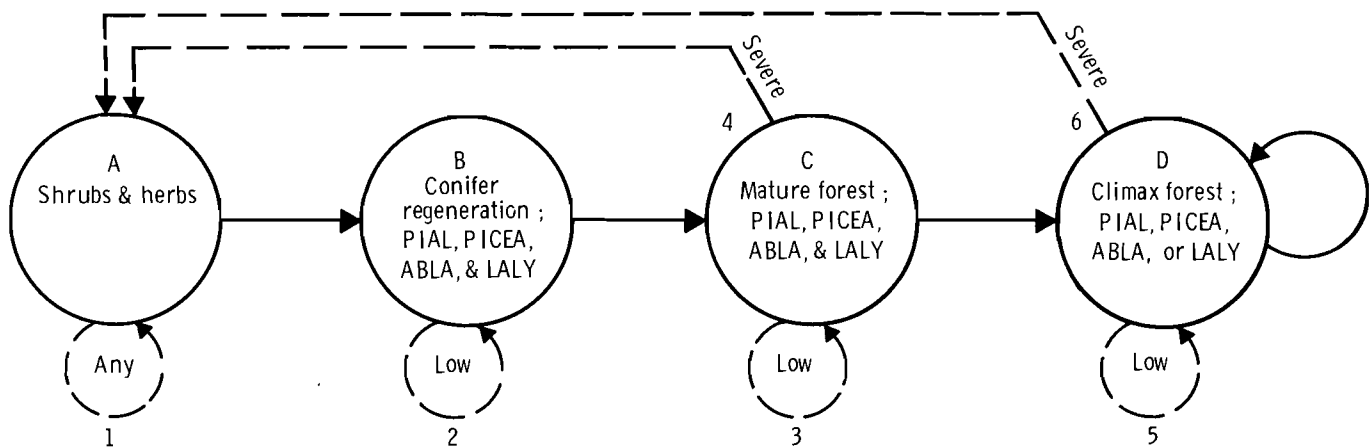 Severe
Severe
4
6
A
Shrubs & herbs
B
Conifer
regeneration ;
PIAL, PICEA,
ABLA, & LALY
C
Mature forest ;
PIAL, PICEA,
ABLA, & LALY
D
Climax forest ;
PIAL, PICEA,
ABLA, or LALY
Any
Low
Low
Low
1
2
3
5